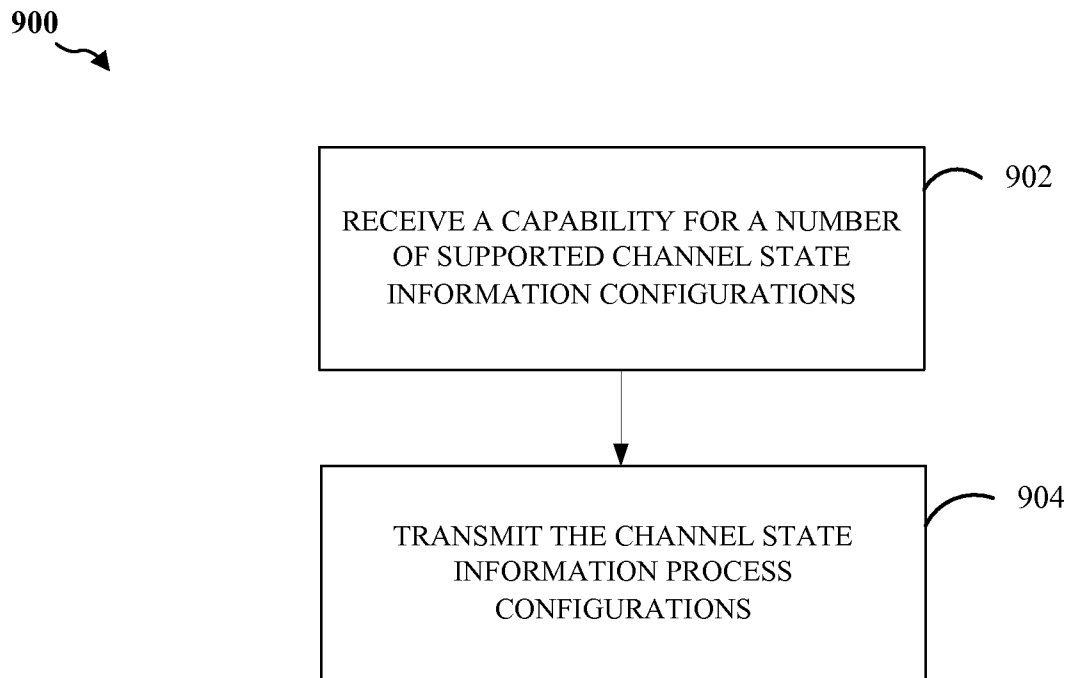 900
902
RECEIVE A CAPABILITY FOR A NUMBER
OF SUPPORTED CHANNEL STATE
INFORMATION CONFIGURATIONS
904
TRANSMIT THE CHANNEL STATE
INFORMATION PROCESS
CONFIGURATIONS